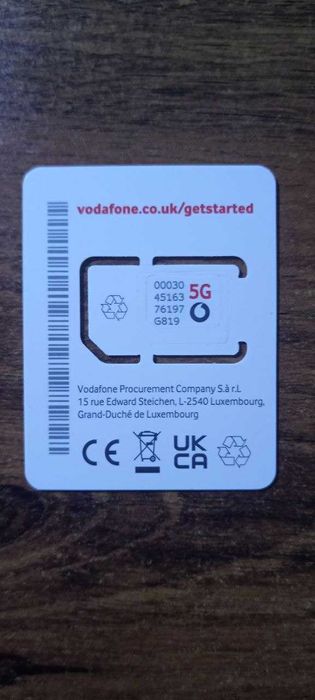 vodafone.co.uk/getstarted
00030
45163
76197
G819
5G
Vodafone Procurement Company S.à r.L
15 rue Edward Steichen, L-2540 Luxembourg,
Grand-Duché de Luxembourg
CE
UK
CA